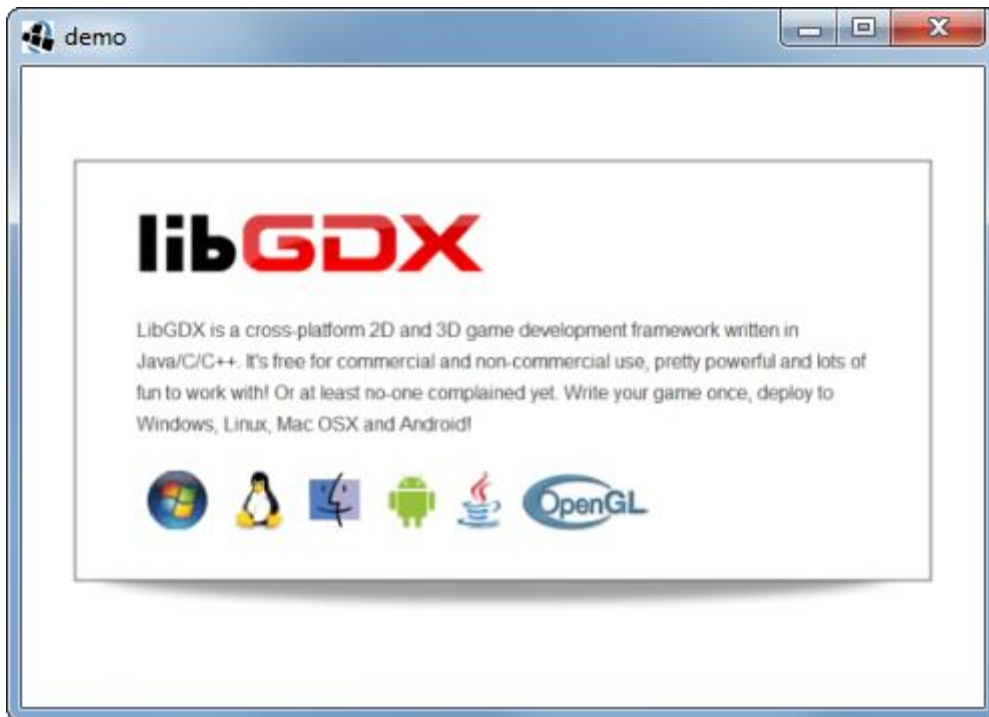 demo
libGDX
LibGDX is a cross-platform 2D and 3D game development framework written in
Java/C/C++. It's free for commercial and non-commercial use, pretty powerful and lots of
fun to work with! Or at least no-one complained yet. Write your game once, deploy to
Windows, Linux, Mac OSX and Android!
OpenGL